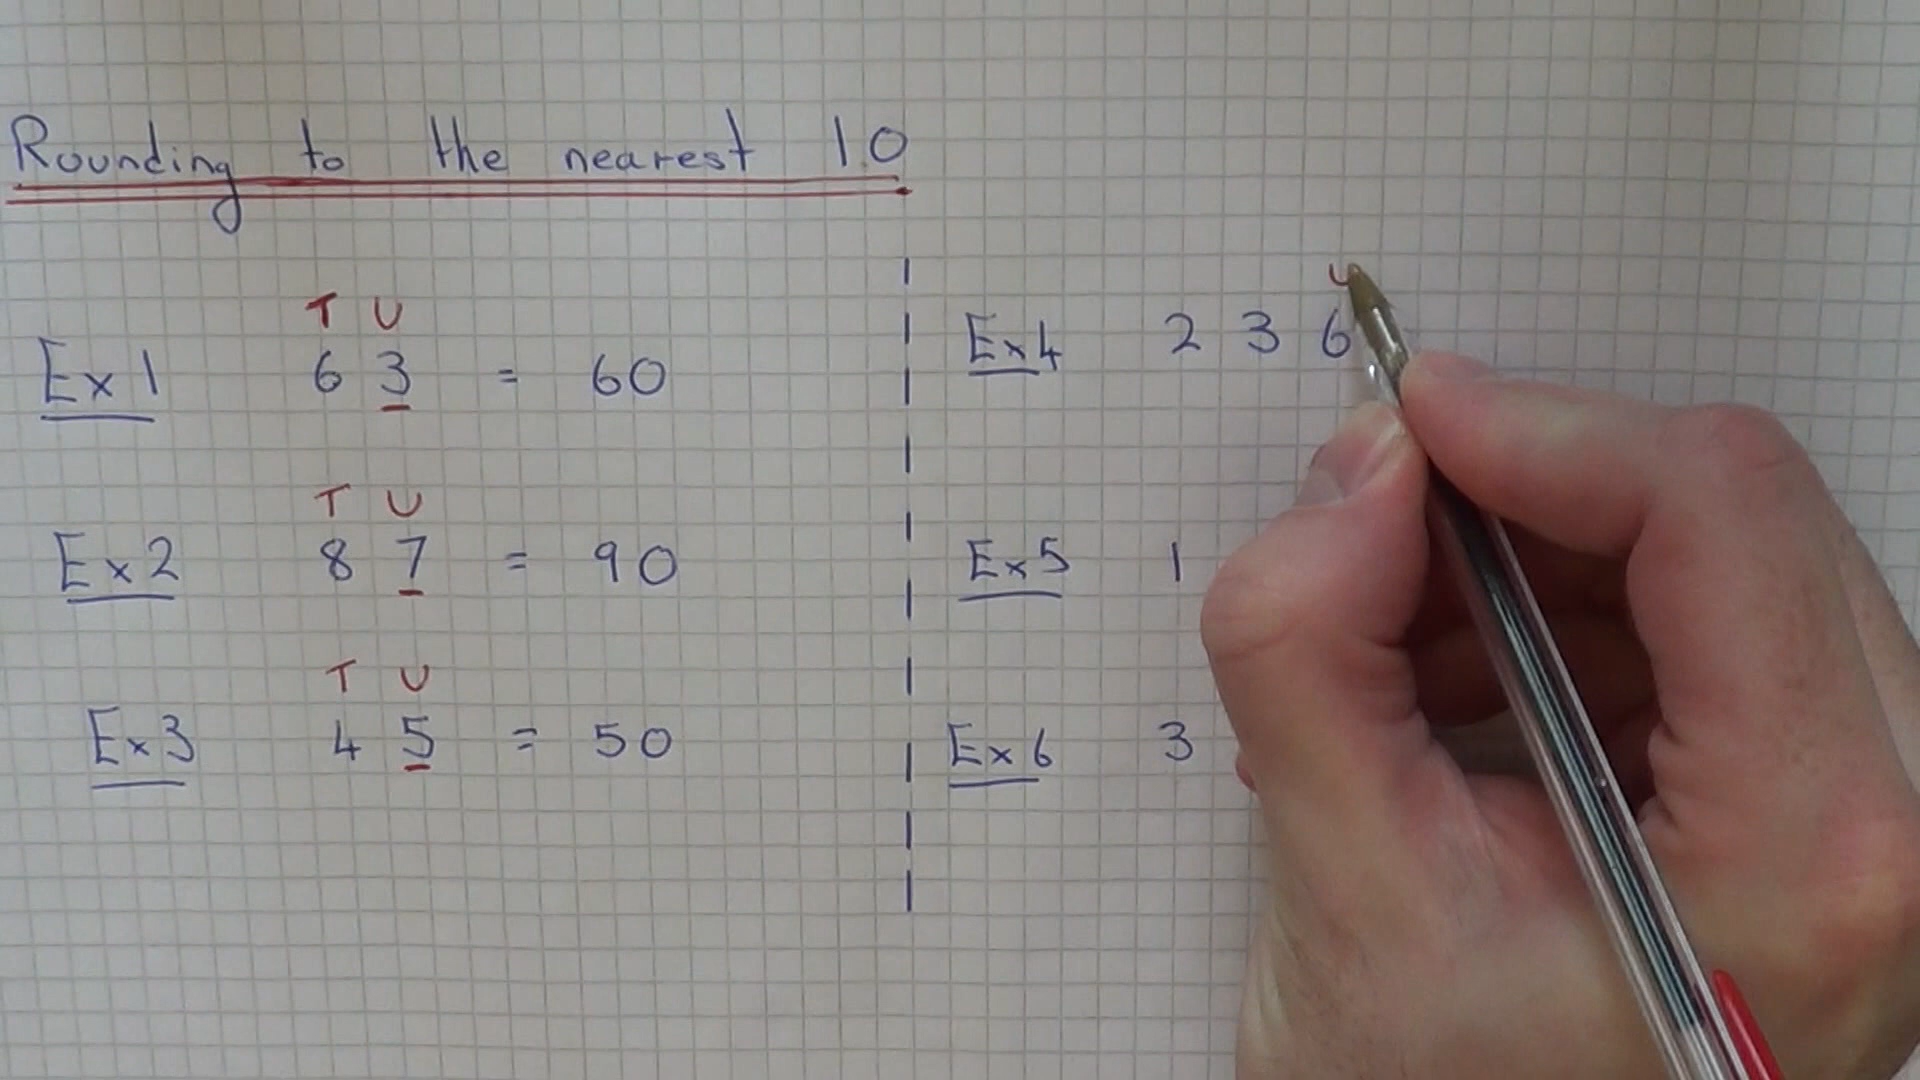 Rounding to the nearest 10
T U
Ex 1 6 3 = 60
T U
Ex 2 8 7 = 90
T U
Ex 3 4 5 = 50
U
Ex 4 2 3 6
Ex 5 1
Ex 6 3